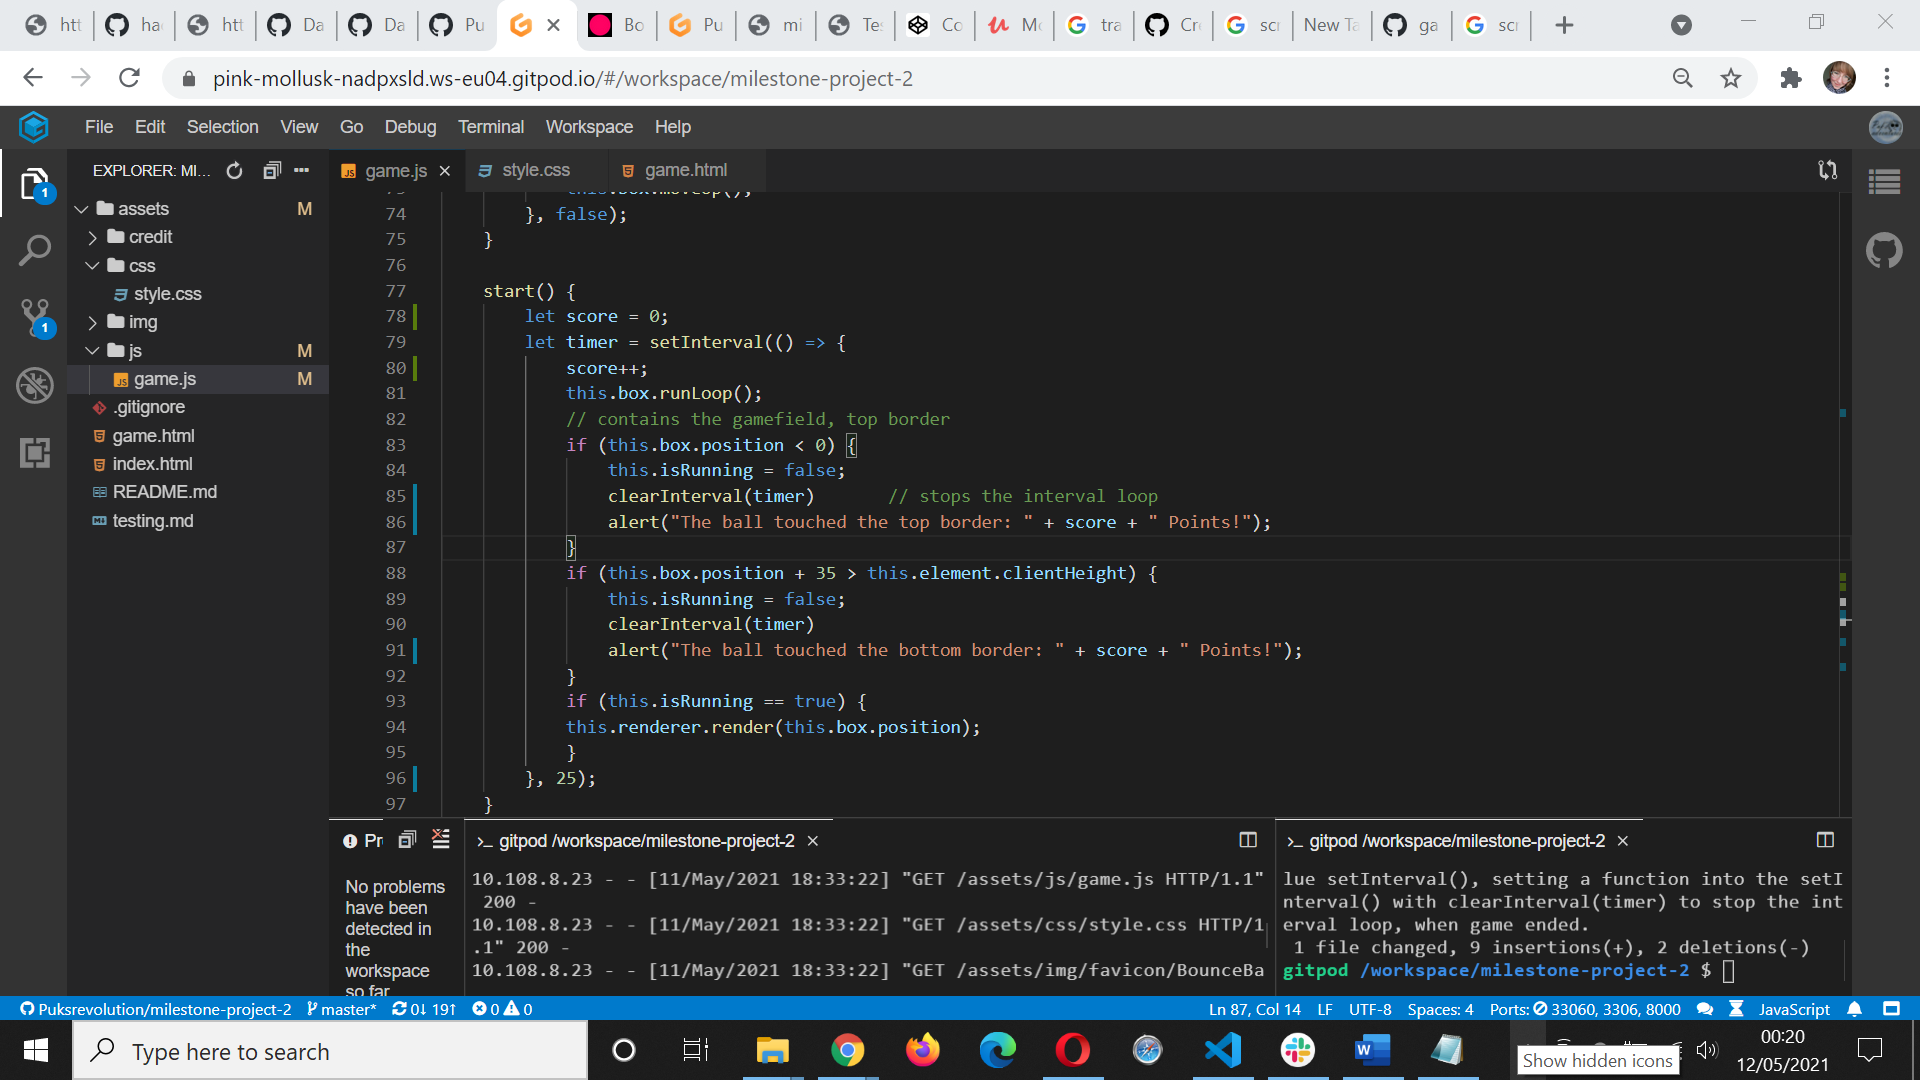 htt
ha
htt
Da
Da
Pu
Bo
Pu
mi
Te
Co
Mo
tra
Cr
scr
New Ta
ga
scr
pink-mollusk-nadpxsld.ws-eu04.gitpod.io/#/workspace/milestone-project-2
File Edit Selection View Go Debug Terminal Workspace Help
EXPLORER: MI...
game.js
style.css
game.html
1
assets M
credit
css
style.css
img
js M
game.js M
.gitignore
game.html
index.html
README.md
testing.md
1
74 }, false);
75 }
76
77 start() {
78 let score = 0;
79 let timer = setInterval(() => {
80 score++;
81 this.box.runLoop();
82 // contains the gamefield, top border
83 if (this.box.position < 0) {
84 this.isRunning = false;
85 clearInterval(timer) // stops the interval loop
86 alert("The ball touched the top border: " + score + " Points!");
87 }
88 if (this.box.position + 35 > this.element.clientHeight) {
89 this.isRunning = false;
90 clearInterval(timer)
91 alert("The ball touched the bottom border: " + score + " Points!");
92 }
93 if (this.isRunning == true) {
94 this.renderer.render(this.box.position);
95 }
96 }, 25);
97 }
Pr
No problems
have been
detected in
the
workspace
so far
gitpod /workspace/milestone-project-2
10.108.8.23 - - [11/May/2021 18:33:22] "GET /assets/js/game.js HTTP/1.1"
200 -
10.108.8.23 - - [11/May/2021 18:33:22] "GET /assets/css/style.css HTTP/1
.1" 200 -
10.108.8.23 - - [11/May/2021 18:33:22] "GET /assets/img/favicon/BounceBa
gitpod /workspace/milestone-project-2
lue setInterval(), setting a function into the setI
nterval() with clearInterval(timer) to stop the int
erval loop, when game ended.
1 file changed, 9 insertions(+), 2 deletions(-)
gitpod /workspace/milestone-project-2 $
Puksrevolution/milestone-project-2 master* 0↓ 19↑ 0 0 Ln 87, Col 14 LF UTF-8 Spaces: 4 Ports: 33060, 3306, 8000 JavaScript
Type here to search
Show hidden icons
00:20
12/05/2021